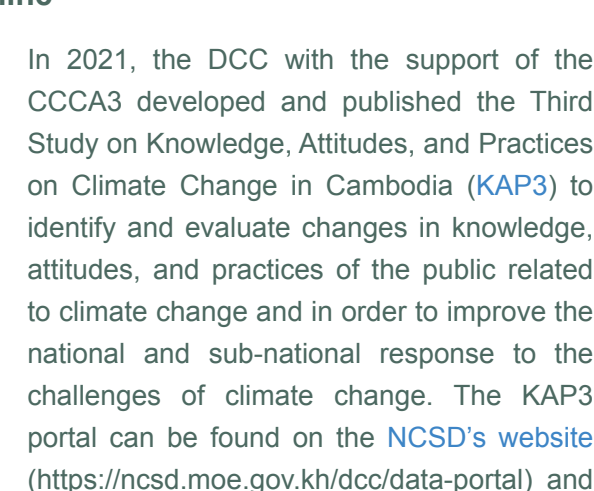 In 2021, the DCC with the support of the
CCCA3 developed and published the Third
Study on Knowledge, Attitudes, and Practices
on Climate Change in Cambodia (KAP3) to
identify and evaluate changes in knowledge,
attitudes, and practices of the public related
to climate change and in order to improve the
national and sub-national response to the
challenges of climate change. The KAP3
portal can be found on the NCSD’s website
(https://ncsd.moe.gov.kh/dcc/data-portal) and